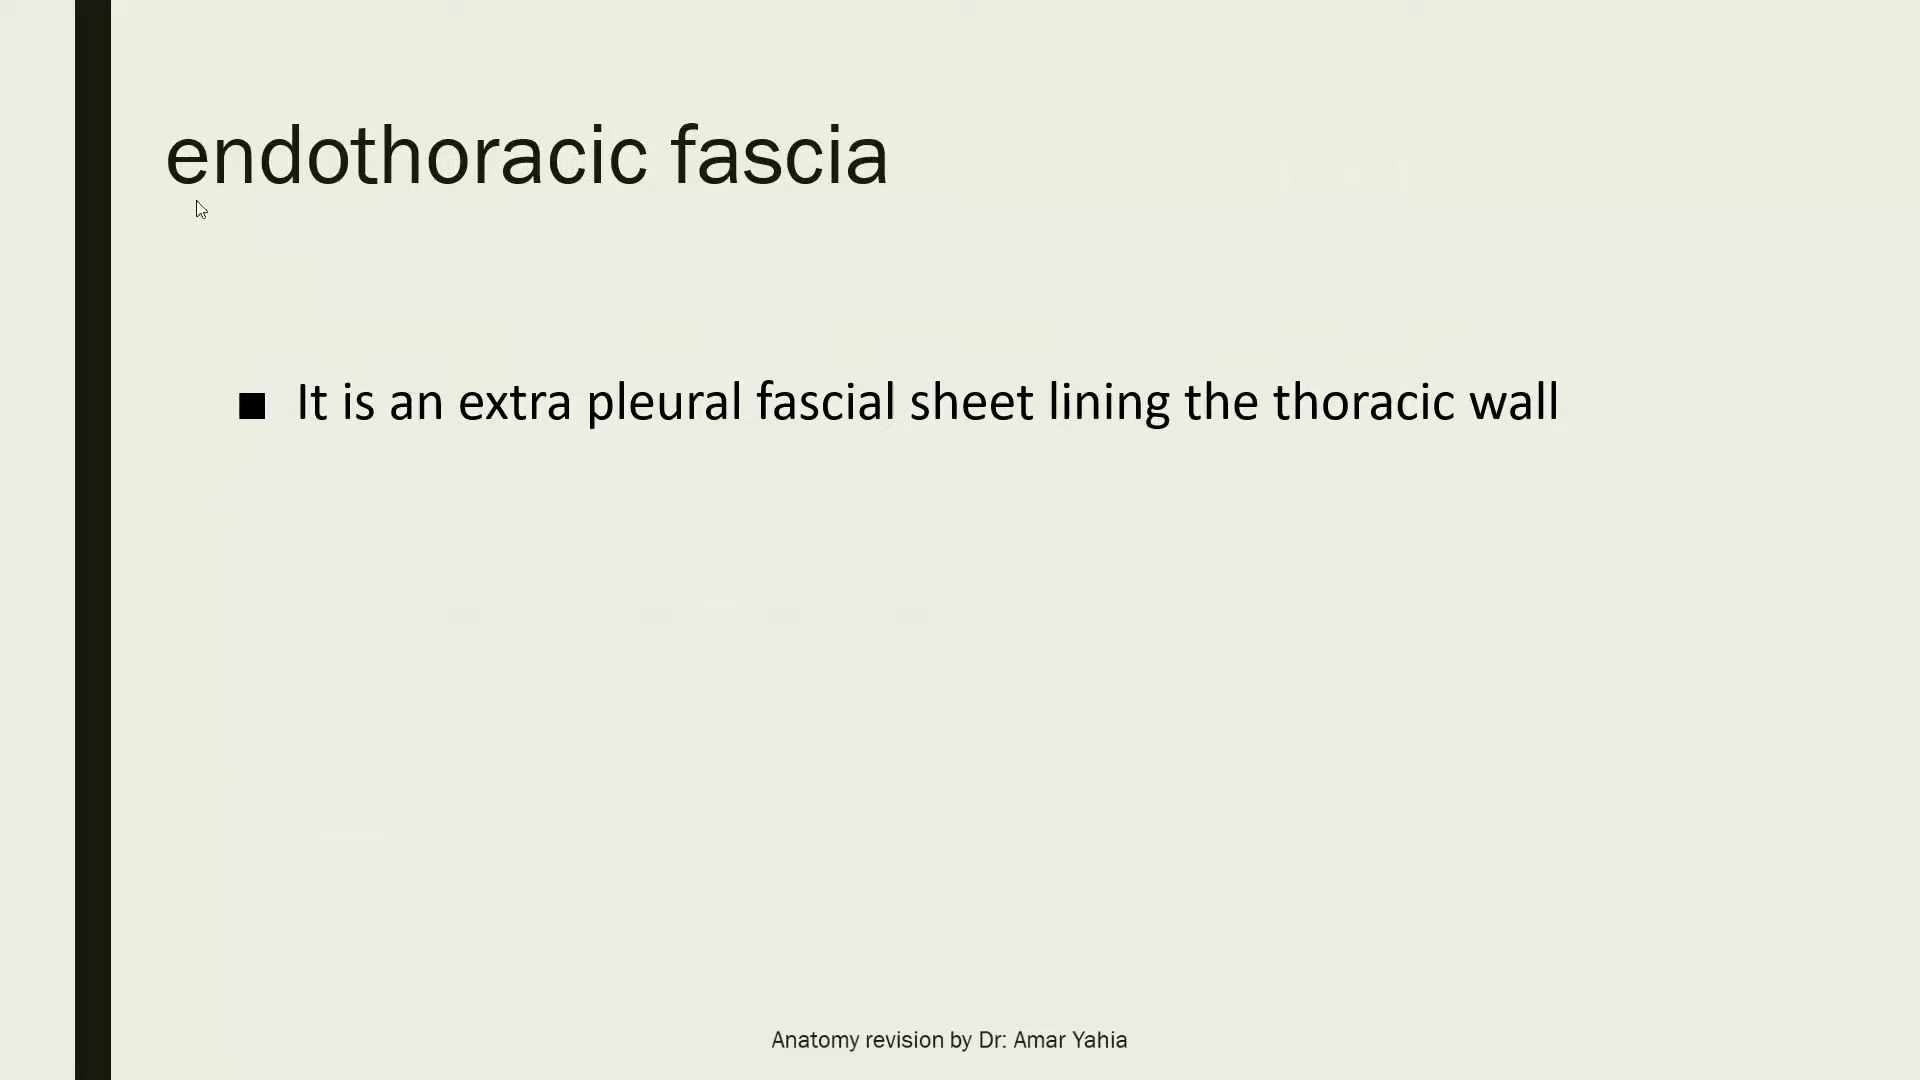 endothoracic fascia
■ It is an extra pleural fascial sheet lining the thoracic wall
Anatomy revision by Dr: Amar Yahia